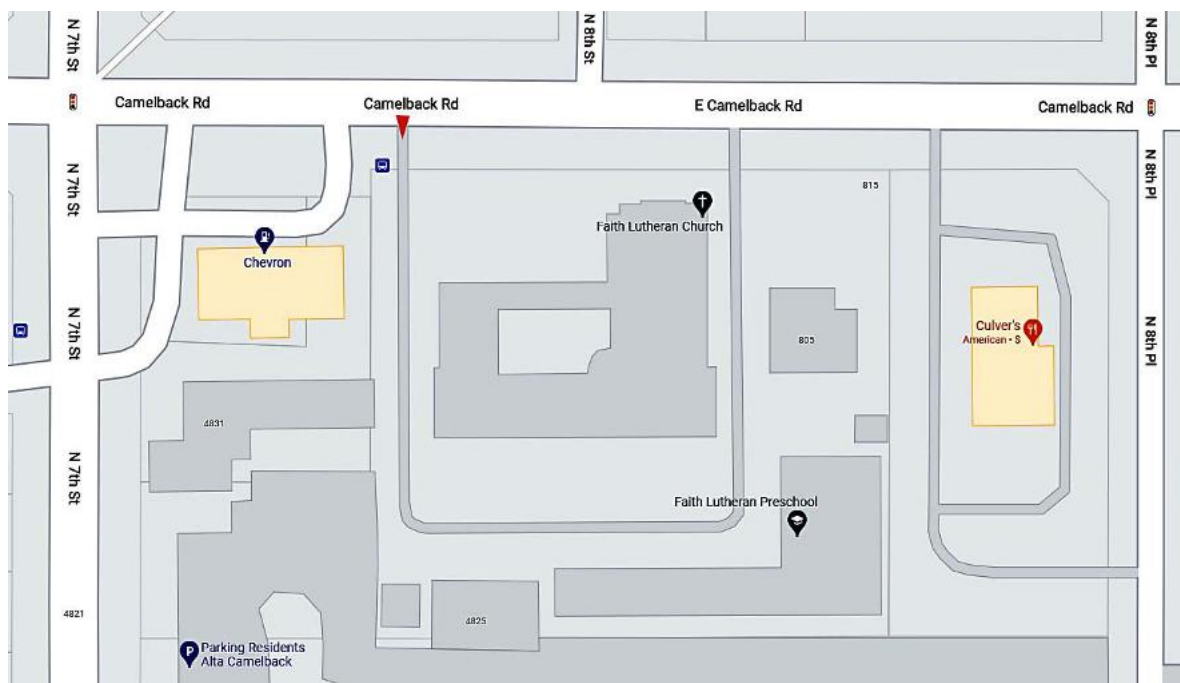 N 7th St
N 8th St
N 8th Pl
Camelback Rd
Camelback Rd
E Camelback Rd
Camelback Rd
N 7th St
N 8th Pl
815
Faith Lutheran Church
Chevron
N 7th St
N 8th Pl
Culver's
American • S
805
4831
N 7th St
Faith Lutheran Preschool
4821
4825
P
Parking Residents
Alta Camelback